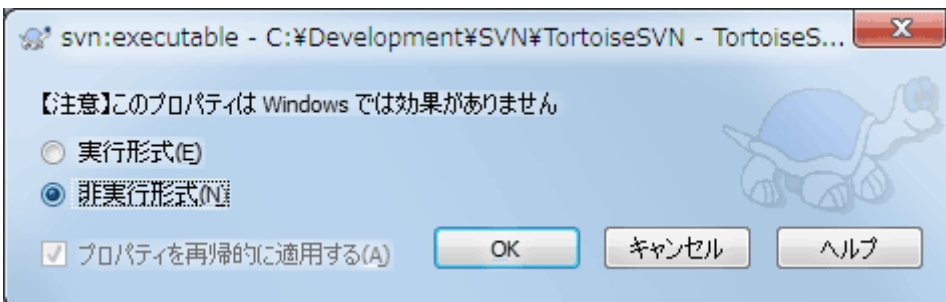 svn:executable - C:¥Development¥SVN¥TortoiseSVN - TortoiseS...
【注意】このプロパティは Windows では効果がありません
実行形式(E)
非実行形式(N)
プロパティを再帰的に適用する(A)
OK
キャンセル
ヘルプ